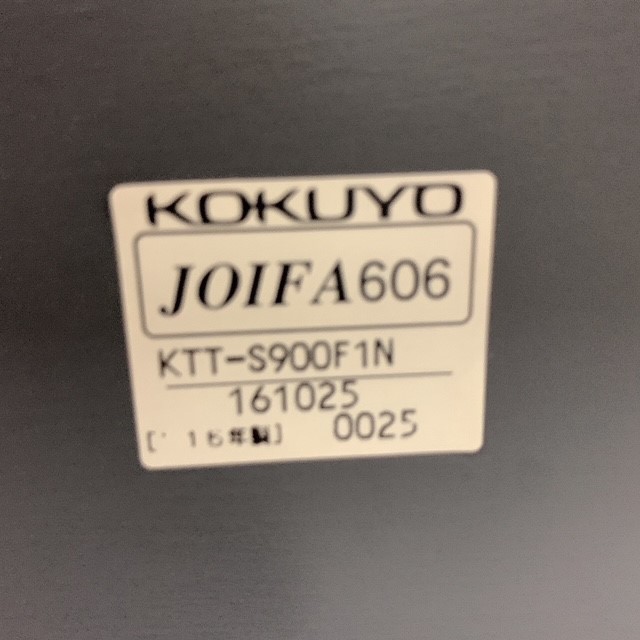 KOKUYO
JOIFA606
KTT-S900F1N
161025
['16年製] 0025